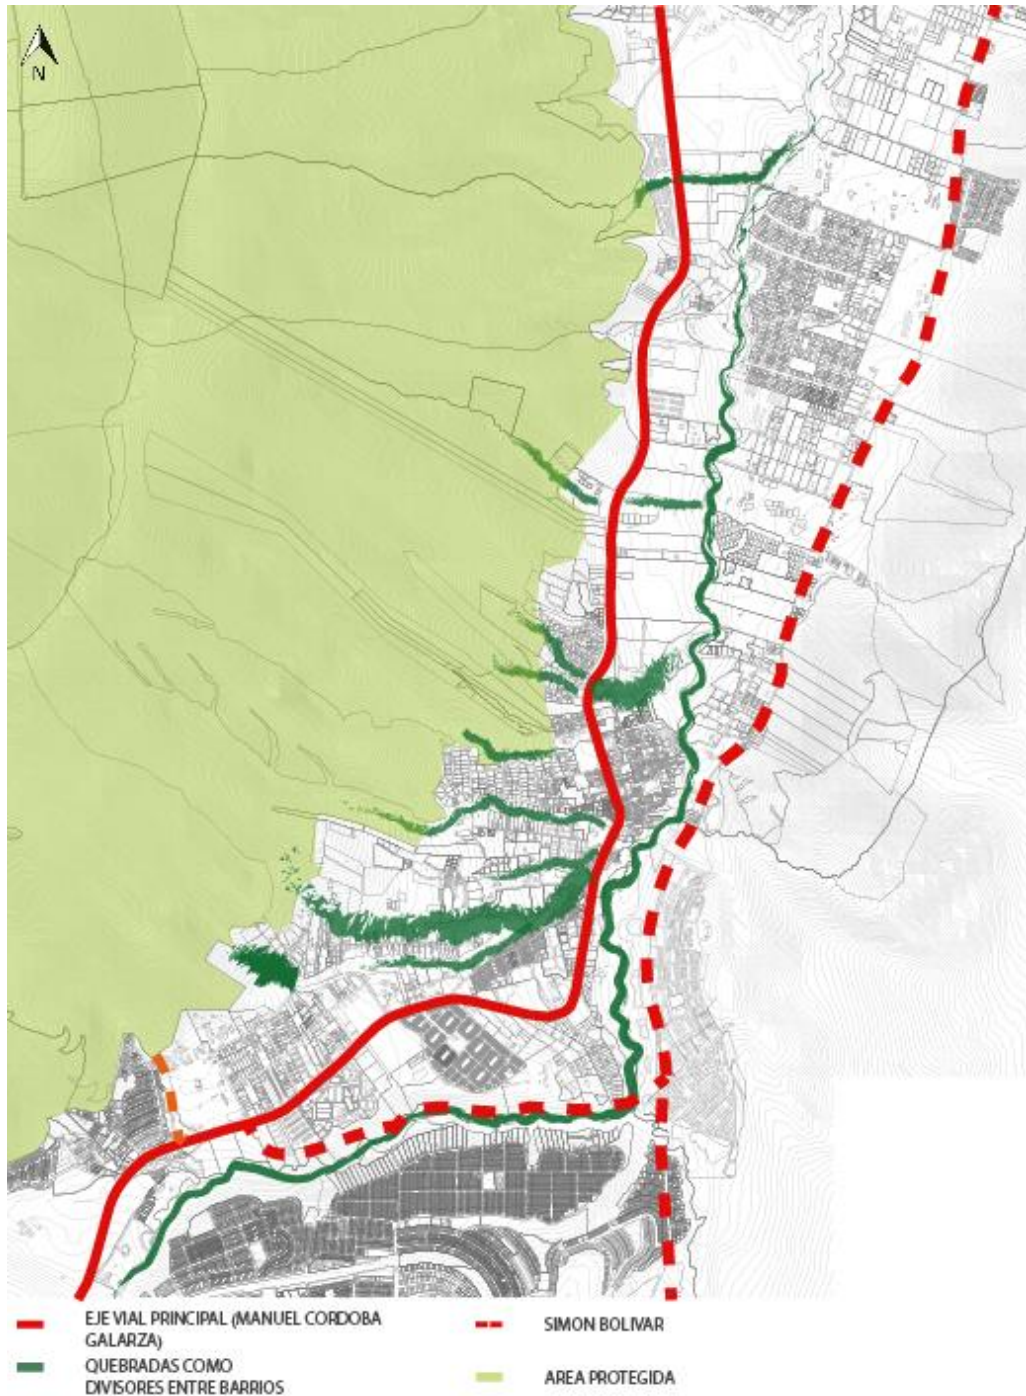 N
EJE VIAL PRINCIPAL (MANUEL CORDOBA
GALARZA)
SIMON BOLIVAR
QUEBRADAS COMO
DIVISORES ENTRE BARRIOS
AREA PROTEGIDA